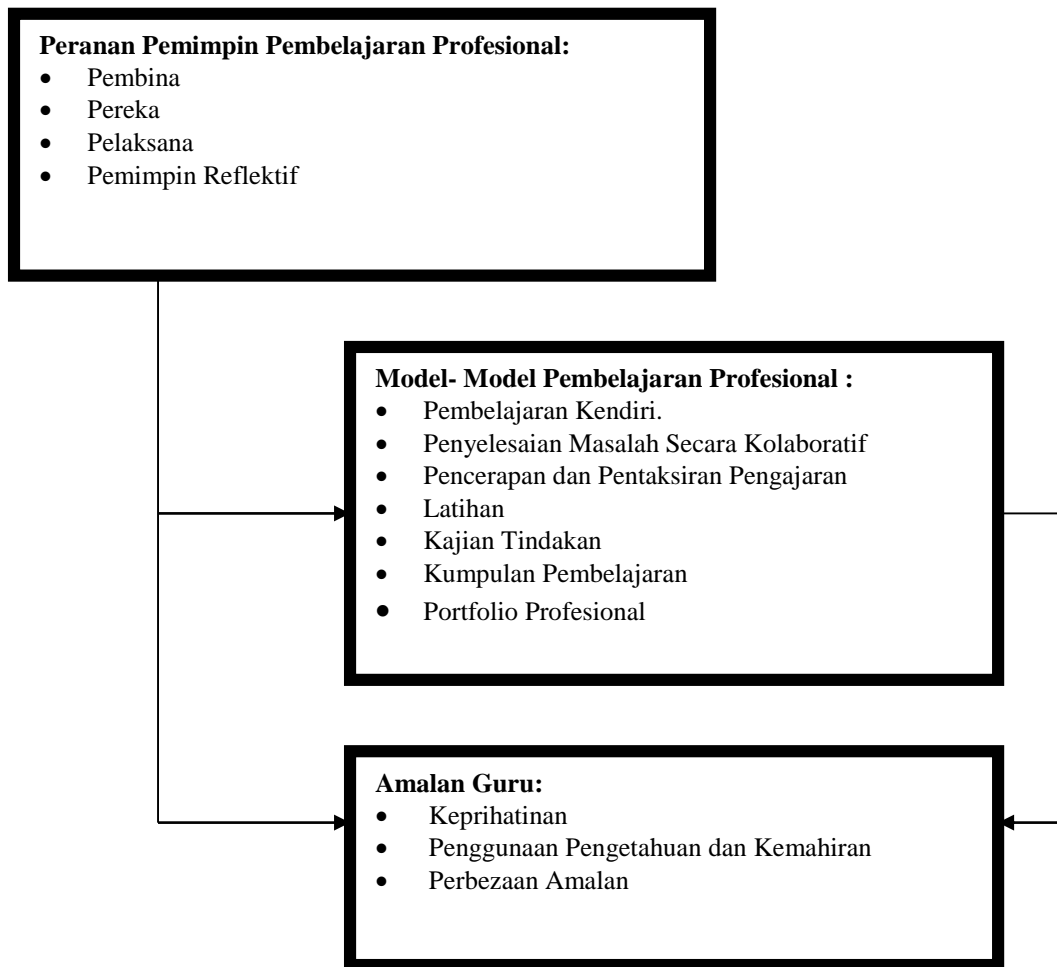 Peranan Pemimpin Pembelajaran Profesional:
• Pembina
• Pereka
• Pelaksana
• Pemimpin Reflektif
Model- Model Pembelajaran Profesional :
• Pembelajaran Kendiri.
• Penyelesaian Masalah Secara Kolaboratif
• Pencerapan dan Pentaksiran Pengajaran
• Latihan
• Kajian Tindakan
• Kumpulan Pembelajaran
• Portfolio Profesional
Amalan Guru:
• Keprihatinan
• Penggunaan Pengetahuan dan Kemahiran
• Perbezaan Amalan